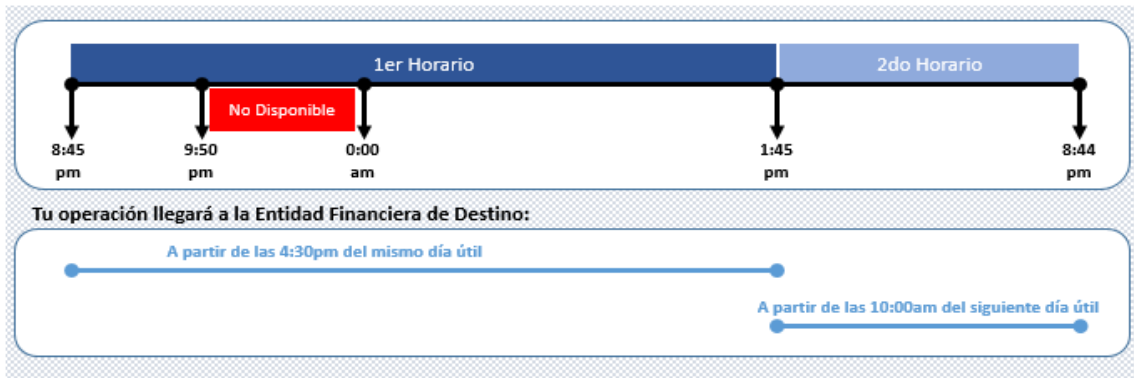 1er Horario
2do Horario
No Disponible
8:45
pm
9:50
pm
0:00
am
1:45
pm
8:44
pm
Tu operación llegará a la Entidad Financiera de Destino:
A partir de las 4:30pm del mismo día útil
A partir de las 10:00am del siguiente día útil